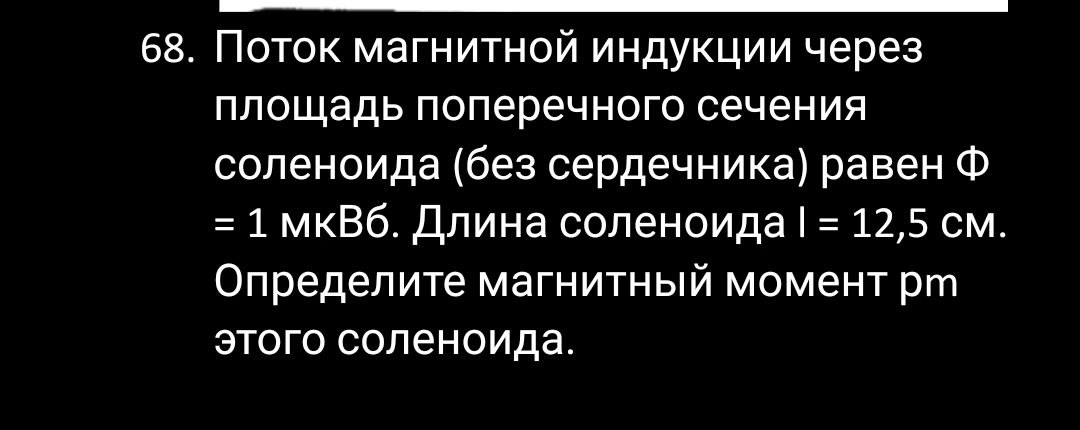 68. Поток магнитной индукции через
площадь поперечного сечения
соленоида (без сердечника) равен Ф
= 1 мкВб. Длина соленоида l = 12,5 см.
Определите магнитный момент pm
этого соленоида.